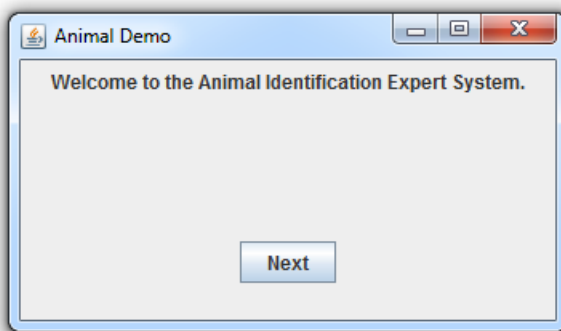 Animal Demo
Welcome to the Animal Identification Expert System.
Next